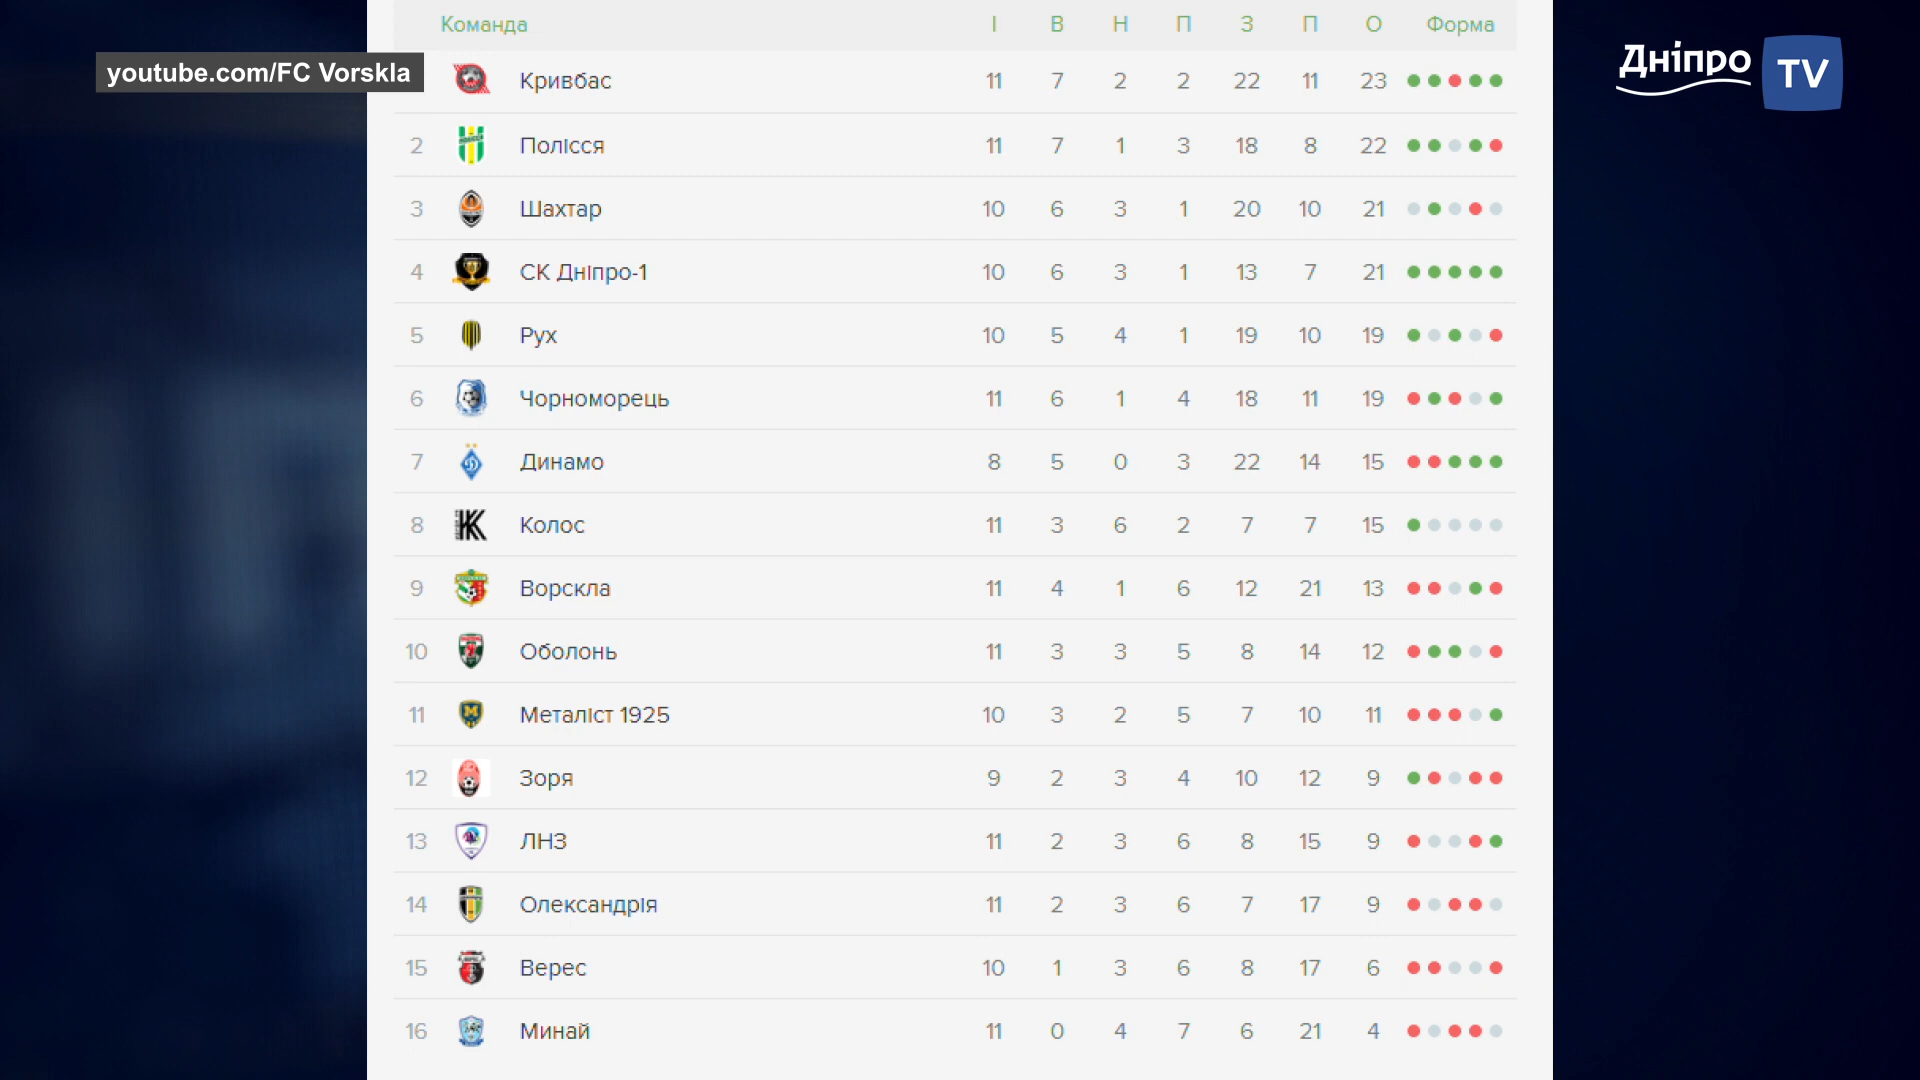 Команда І В Н П З П О Форма
youtube.com/FC Vorskla
Дніпро TV
Кривбас 11 7 2 2 22 11 23
2 Полісся 11 7 1 3 18 8 22
3 Шахтар 10 6 3 1 20 10 21
4 СК Дніпро-1 10 6 3 1 13 7 21
5 Рух 10 5 4 1 19 10 19
6 Чорноморець 11 6 1 4 18 11 19
7 Динамо 8 5 0 3 22 14 15
8 Колос 11 3 6 2 7 7 15
9 Ворскла 11 4 1 6 12 21 13
10 Оболонь 11 3 3 5 8 14 12
11 Металіст 1925 10 3 2 5 7 10 11
12 Зоря 9 2 3 4 10 12 9
13 ЛНЗ 11 2 3 6 8 15 9
14 Олександрія 11 2 3 6 7 17 9
15 Верес 10 1 3 6 8 17 6
16 Минай 11 0 4 7 6 21 4